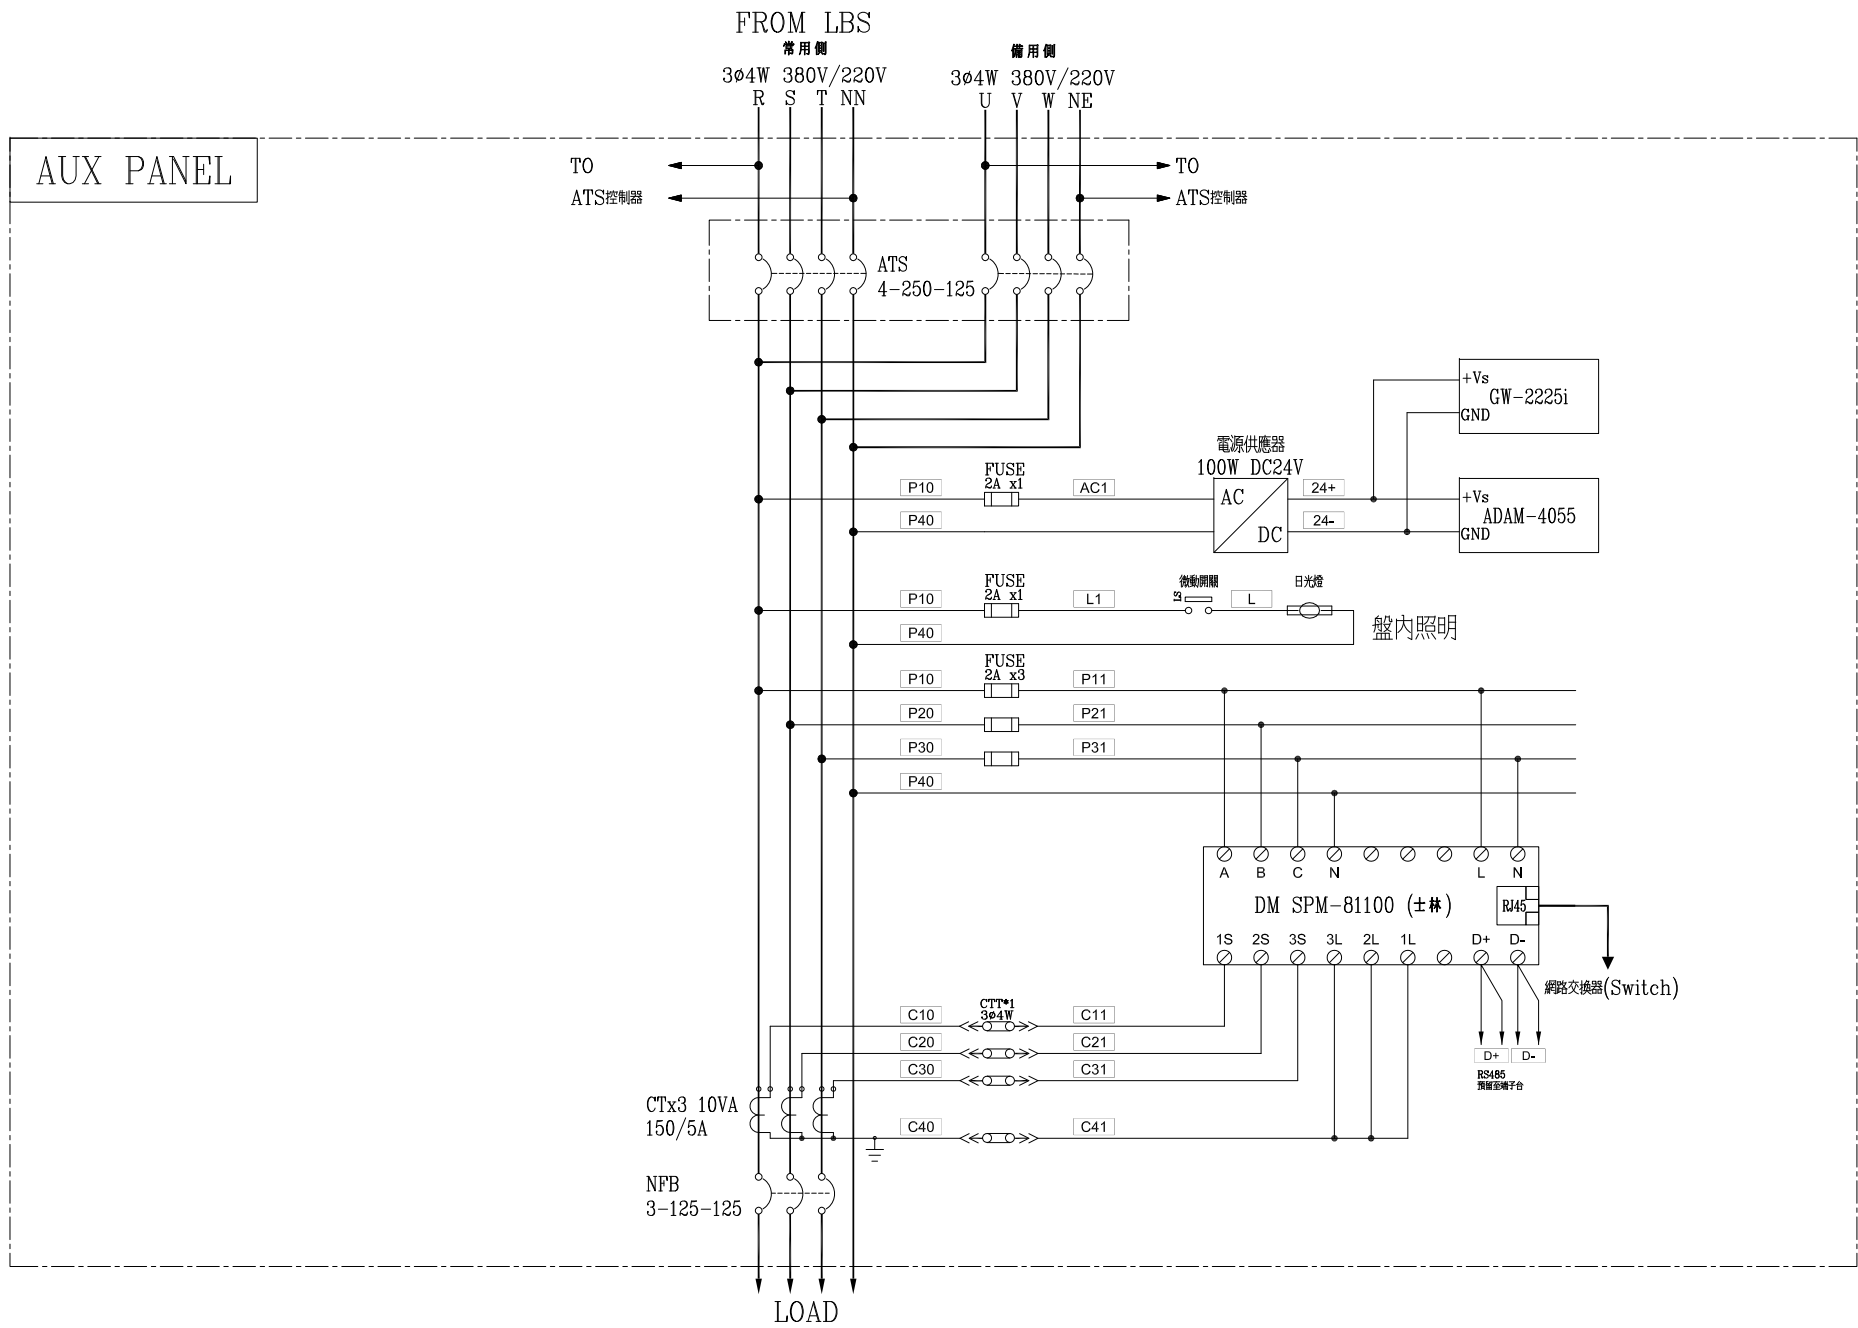 FROM LBS
常用側
3ø4W 380V/220V
R S T NN
備用側
3ø4W 380V/220V
U V W NE
AUX PANEL
TO
ATS控制器
TO
ATS控制器
ATS
4-250-125
+Vs
GW-2225i
GND
電源供應器
100W DC24V
FUSE
2A x1
P10
AC1
AC
DC
24+
24-
P40
+Vs
ADAM-4055
GND
FUSE
2A x1
P10
L1
微動開關
LS
L
日光燈
P40
盤內照明
FUSE
2A x3
P10
P11
P20
P21
P30
P31
P40
A B C N L N
DM SPM-81100 (士林)
RJ45
1S 2S 3S 3L 2L 1L D+ D-
網路交換器(Switch)
CTT*1
3ø4W
C10
C11
C20
C21
C30
C31
D+
D-
RS485
預留至端子台
CTx3 10VA
150/5A
C40
C41
NFB
3-125-125
LOAD